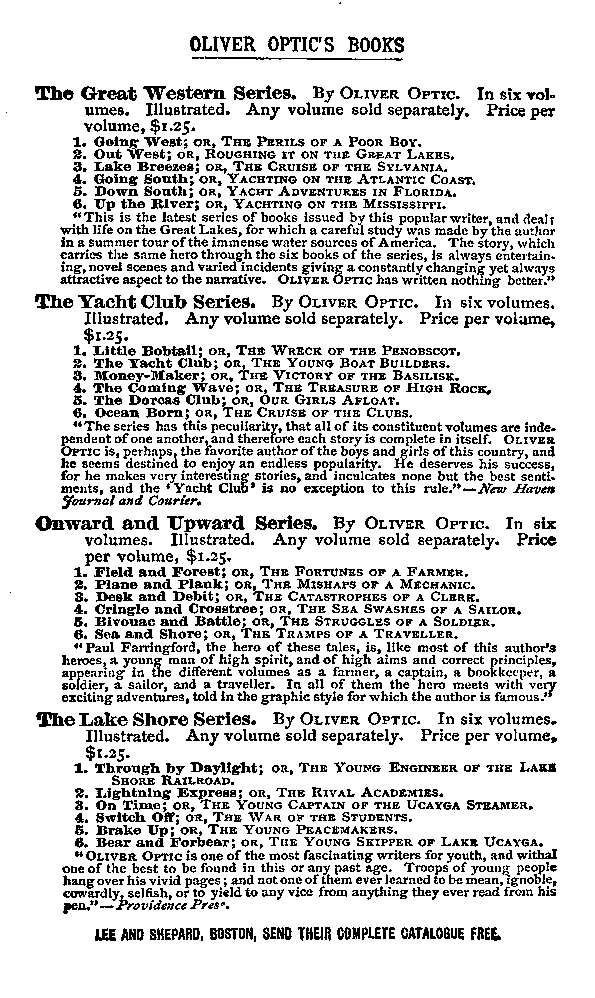 OLIVER OPTIC'S BOOKS
The Great Western Series. By OLIVER OPTIC. In six vol-
umes. Illustrated. Any volume sold separately. Price per
volume, $1.25.
1. Going West; OR, THE PERILS OF A POOR BOY.
2. Out West; OR, ROUGHING IT ON THE GREAT LAKES.
3. Lake Breezes; OR, THE CRUISE OF THE SYLVANIA.
4. Going South; OR, YACHTING ON THE ATLANTIC COAST.
5. Down South; OR, YACHT ADVENTURES IN FLORIDA.
6. Up the River; OR, YACHTING ON THE MISSISSIPPI.
"This is the latest series of books issued by this popular writer, and dealt
with life on the Great Lakes, for which a careful study was made by the author
in a summer tour of the immense water sources of America. The story, which
carries the same hero through the six books of the series, is always entertain-
ing, novel scenes and varied incidents giving a constantly changing yet always
attractive aspect to the narrative. OLIVER OPTIC has written nothing better."
The Yacht Club Series. By OLIVER OPTIC. In six volumes.
Illustrated. Any volume sold separately. Price per volume,
$1.25.
1. Little Bobtail; OR, THE WRECK OF THE PENOBSCOT.
2. The Yacht Club; OR, THE YOUNG BOAT BUILDERS.
3. Money-Maker; OR, THE VICTORY OF THE BASILISK.
4. The Coming Wave; OR, THE TREASURE OF HIGH ROCK.
5. The Dorcas Club; OR, OUR GIRLS AFLOAT.
6. Ocean Born; OR, THE CRUISE OF THE CLUBS.
"The series has this peculiarity, that all of its constituent volumes are inde-
pendent of one another, and therefore each story is complete in itself. OLIVER
OPTIC is, perhaps, the favorite author of the boys and girls of this country, and
he seems destined to enjoy an endless popularity. He deserves his success,
for he makes very interesting stories, and inculcates none but the best senti-
ments, and the 'Yacht Club' is no exception to this rule."—New Haven
Journal and Courier.
Onward and Upward Series. By OLIVER OPTIC. In six
volumes. Illustrated. Any volume sold separately. Price
per volume, $1.25.
1. Field and Forest; OR, THE FORTUNES OF A FARMER.
2. Plane and Plank; OR, THE MISHAPS OF A MECHANIC.
3. Desk and Debit; OR, THE CATASTROPHES OF A CLERK.
4. Cringle and Crosstree; OR, THE SEA SWASHES OF A SAILOR.
5. Bivouac and Battle; OR, THE STRUGGLES OF A SOLDIER.
6. Sea and Shore; OR, THE TRAMPS OF A TRAVELLER.
"Paul Farringford, the hero of these tales, is, like most of this author's
heroes, a young man of high spirit, and of high aims and correct principles,
appearing in the different volumes as a farmer, a captain, a bookkeeper, a
soldier, a sailor, and a traveller. In all of them the hero meets with very
exciting adventures, told in the graphic style for which the author is famous."
The Lake Shore Series. By OLIVER OPTIC. In six volumes.
Illustrated. Any volume sold separately. Price per volume,
$1.25.
1. Through by Daylight; OR, THE YOUNG ENGINEER OF THE LAKE
SHORE RAILROAD.
2. Lightning Express; OR, THE RIVAL ACADEMIES.
3. On Time; OR, THE YOUNG CAPTAIN OF THE UCAYGA STEAMER.
4. Switch Off; OR, THE WAR OF THE STUDENTS.
5. Brake Up; OR, THE YOUNG PEACEMAKERS.
6. Bear and Forbear; OR, THE YOUNG SKIPPER OF LAKE UCAYGA.
"OLIVER OPTIC is one of the most fascinating writers for youth, and withal
one of the best to be found in this or any past age. Troops of young people
hang over his vivid pages; and not one of them ever learned to be mean, ignoble,
cowardly, selfish, or to yield to any vice from anything they ever read from his
pen."—Providence Press.
LEE AND SHEPARD, BOSTON, SEND THEIR COMPLETE CATALOGUE FREE.